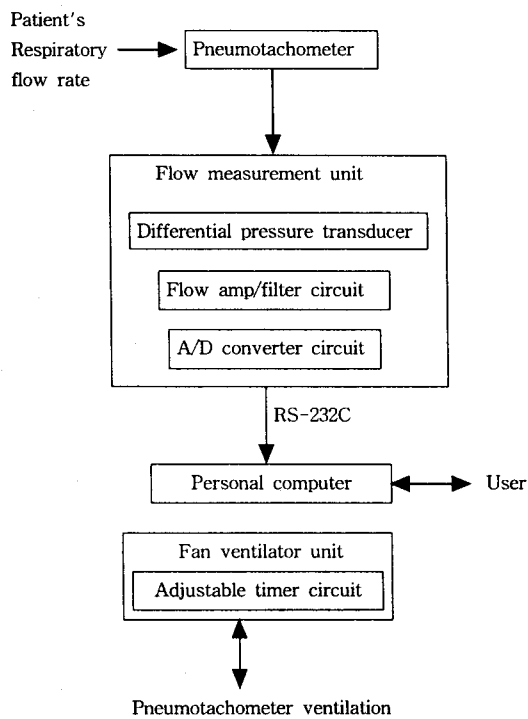 Patient's
Respiratory
flow rate
Pneumotachometer
Flow measurement unit
Differential pressure transducer
Flow amp/filter circuit
A/D converter circuit
RS-232C
Personal computer
User
Fan ventilator unit
Adjustable timer circuit
Pneumotachometer ventilation